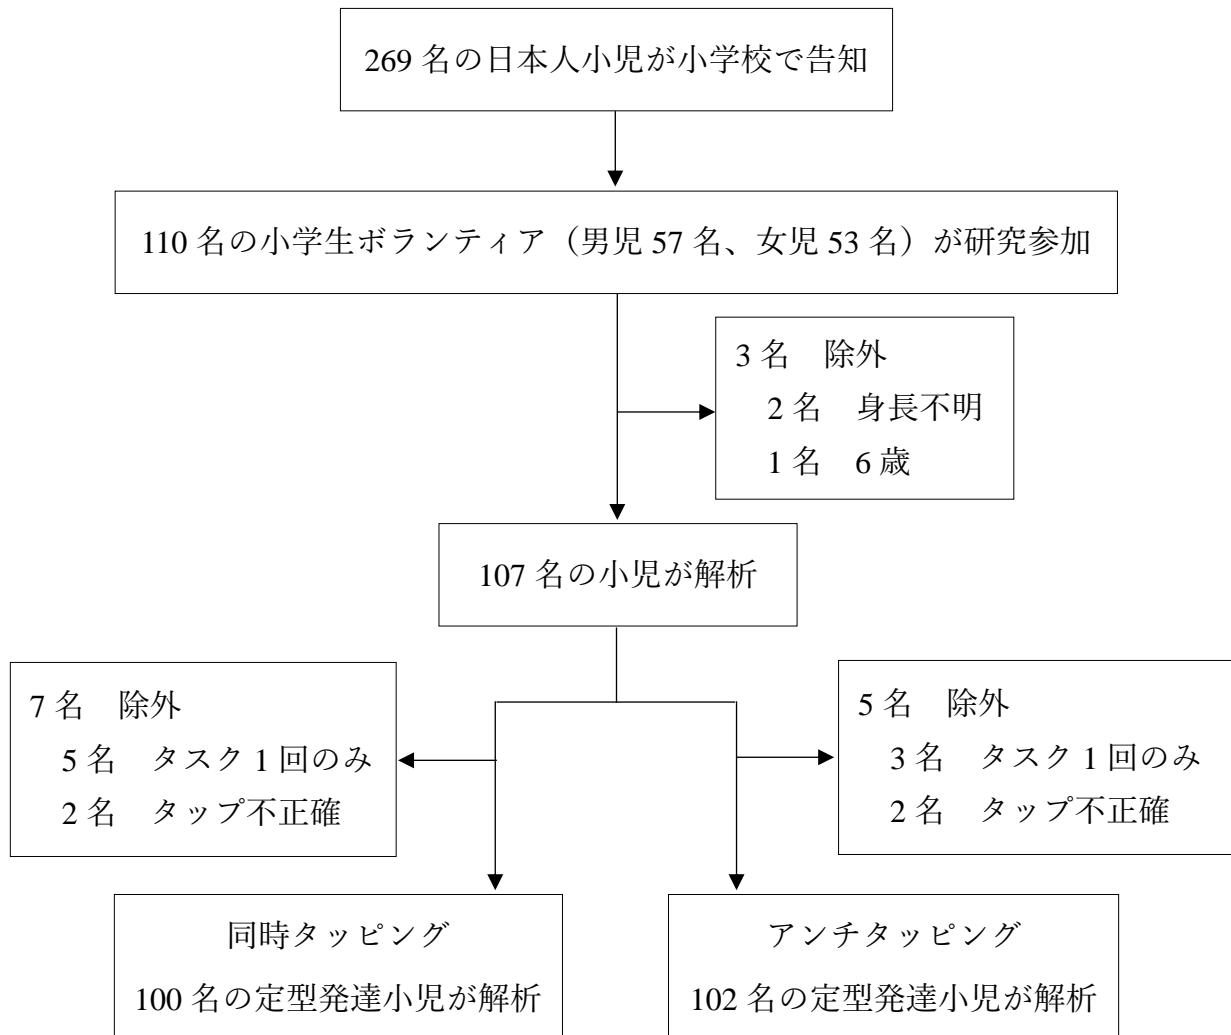 269 名の日本人小児が小学校で告知
110 名の小学生ボランティア（男児 57 名、女児 53 名）が研究参加
3 名　除外
2 名　身長不明
1 名　6 歳
107 名の小児が解析
7 名　除外
5 名　タスク 1 回のみ
2 名　タップ不正確
5 名　除外
3 名　タスク 1 回のみ
2 名　タップ不正確
同時タッピング
100 名の定型発達小児が解析
アンチタッピング
102 名の定型発達小児が解析